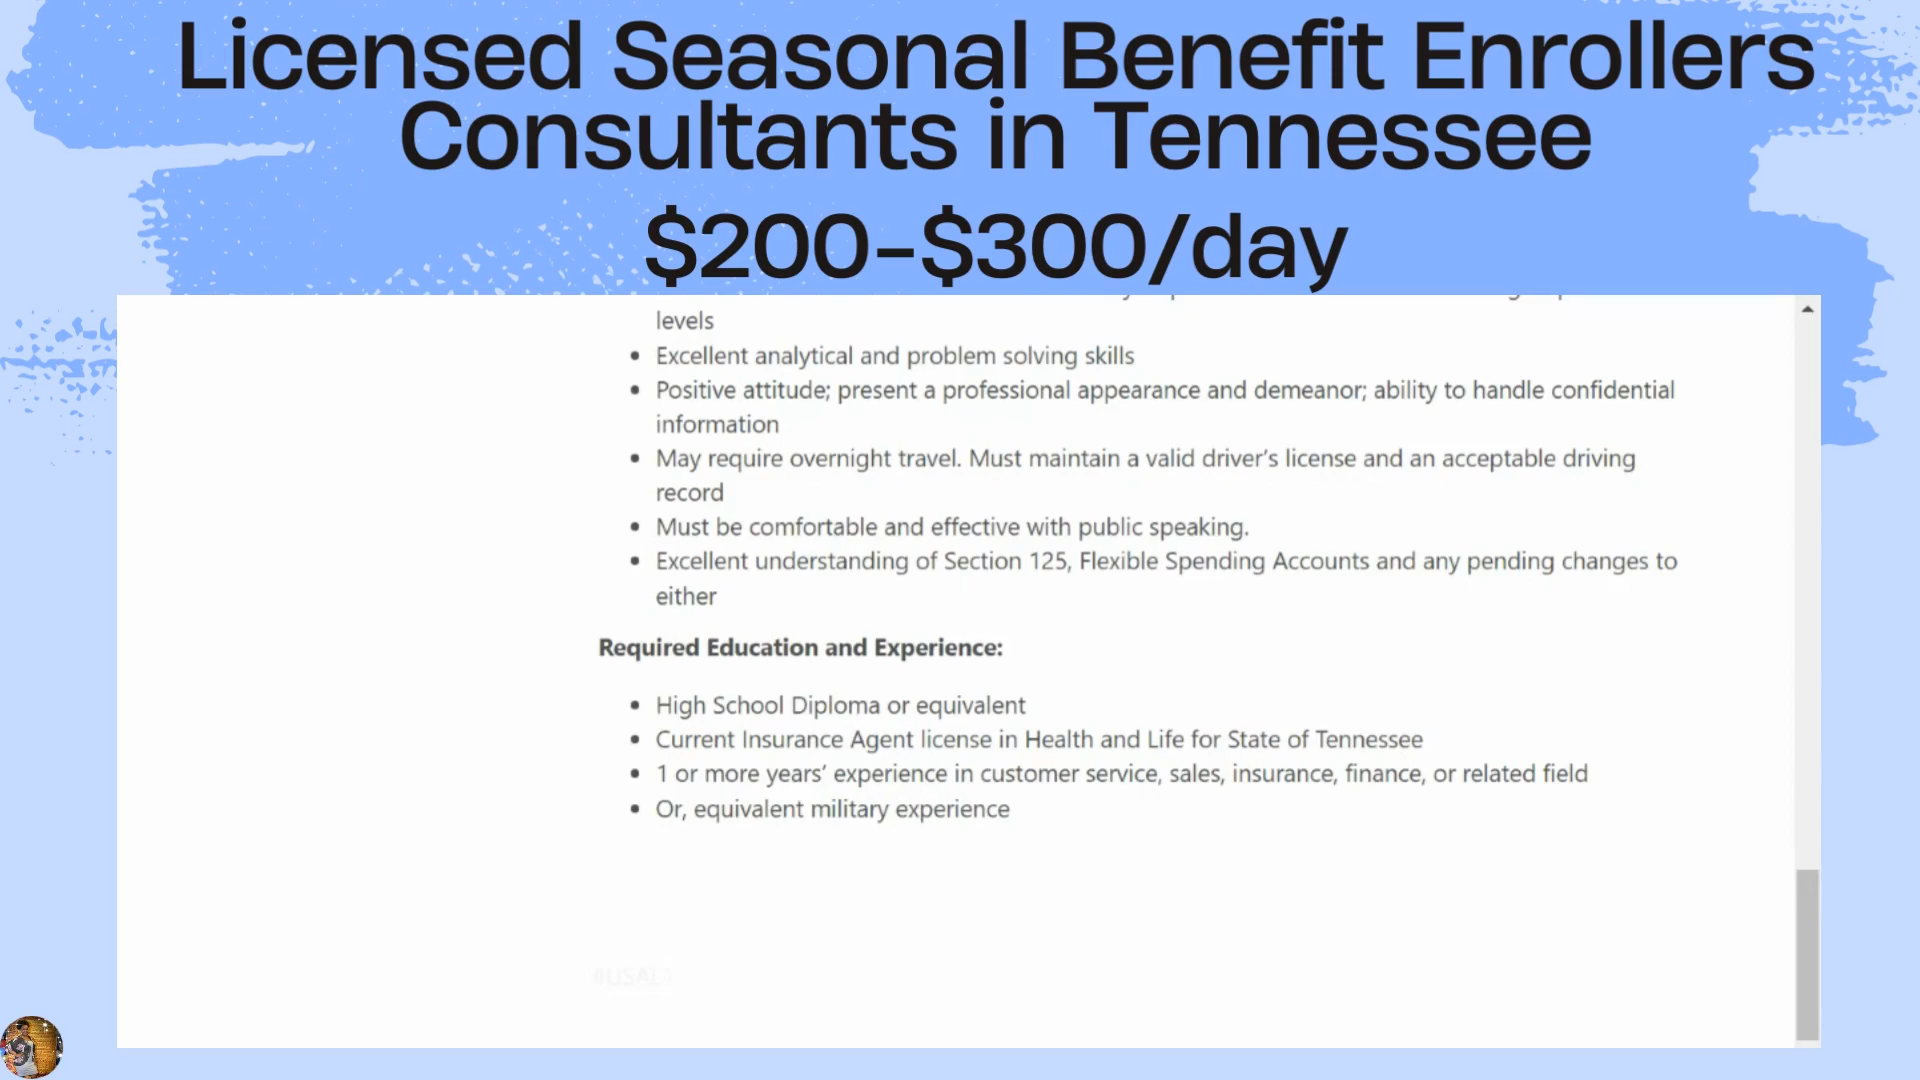 Licensed Seasonal Benefit Enrollers
Consultants in Tennessee
$200-$300/day
levels
• Excellent analytical and problem solving skills
• Positive attitude; present a professional appearance and demeanor; ability to handle confidential
information
• May require overnight travel. Must maintain a valid driver’s license and an acceptable driving
record
• Must be comfortable and effective with public speaking.
• Excellent understanding of Section 125, Flexible Spending Accounts and any pending changes to
either
Required Education and Experience:
• High School Diploma or equivalent
• Current Insurance Agent license in Health and Life for State of Tennessee
• 1 or more years’ experience in customer service, sales, insurance, finance, or related field
• Or, equivalent military experience